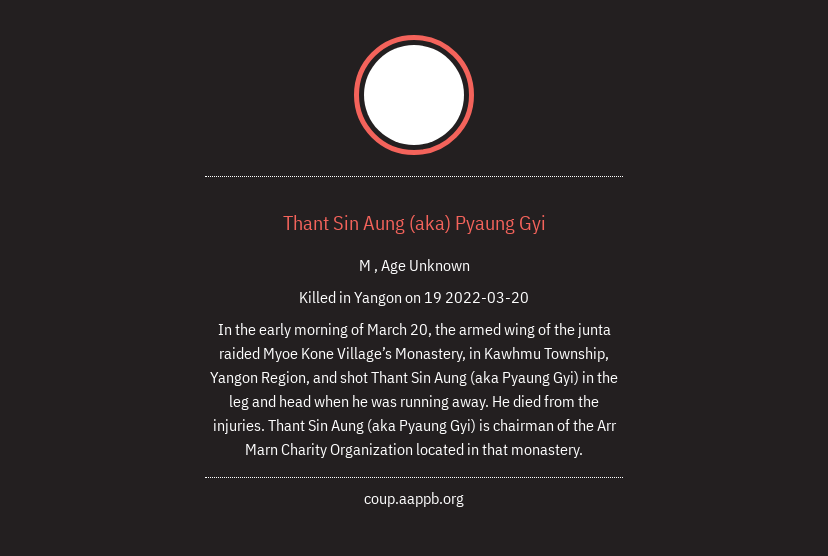 Thant Sin Aung (aka) Pyaung Gyi
M , Age Unknown
Killed in Yangon on 19 2022-03-20
In the early morning of March 20, the armed wing of the junta
raided Myoe Kone Village’s Monastery, in Kawhmu Township,
Yangon Region, and shot Thant Sin Aung (aka Pyaung Gyi) in the
leg and head when he was running away. He died from the
injuries. Thant Sin Aung (aka Pyaung Gyi) is chairman of the Arr
Marn Charity Organization located in that monastery.
coup.aappb.org